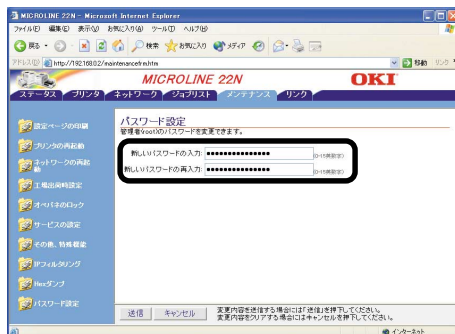 MICROLINE 22N - Microsoft Internet Explorer
ファイル(F) 編集(E) 表示(V) お気に入り(A) ツール(T) ヘルプ(H)
戻る 検索 お気に入り メディア
アドレス(D) http://192.168.0.2/maintenancefrm.htm 移動 リンク
MICROLINE 22N OKI
ステータス プリンタ ネットワーク ジョブリスト メンテナンス リンク
パスワード設定
管理者(root)のパスワードを変更できます。
新しいパスワードの入力: (0-15英数字)
新しいパスワードの再入力: (0-15英数字)
設定ページの印刷
プリンタの再起動
ネットワークの再起動
工場出荷時設定
オペパネのロック
サービスの設定
その他、特殊機能
IPフィルタリング
Hexダンプ
パスワード設定
送信 キャンセル 変更内容を送信する場合には「送信」を押下してください。
変更内容をクリアする場合にはキャンセルを押下してください。
インターネット